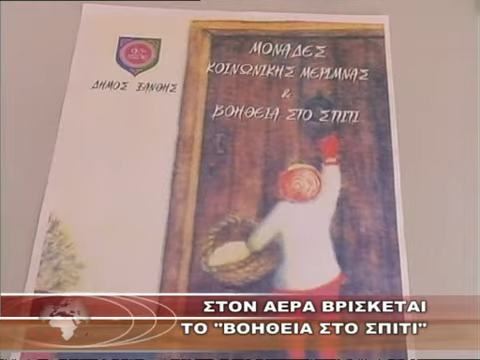 ΔΗΜΟΣ ΞΑΝΘΗΣ
ΜΟΝΑΔΕΣ
ΚΟΙΝΩΝΙΚΗΣ ΜΕΡΙΜΝΑΣ
&
ΒΟΗΘΕΙΑ ΣΤΟ ΣΠΙΤΙ
ΣΤΟΝ ΑΕΡΑ ΒΡΙΣΚΕΤΑΙ
ΤΟ "ΒΟΗΘΕΙΑ ΣΤΟ ΣΠΙΤΙ"